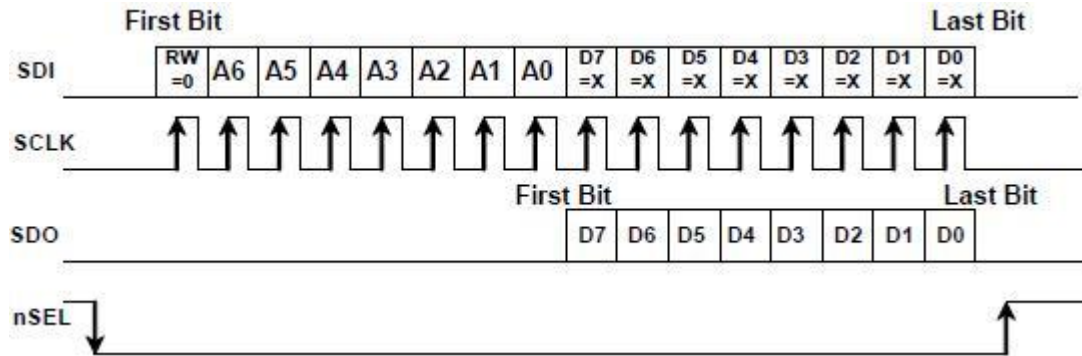 First Bit Last Bit
SDI RW =0 A6 A5 A4 A3 A2 A1 A0 D7 =X D6 =X D5 =X D4 =X D3 =X D2 =X D1 =X D0 =X
SCLK
First Bit Last Bit
SDO D7 D6 D5 D4 D3 D2 D1 D0
nSEL